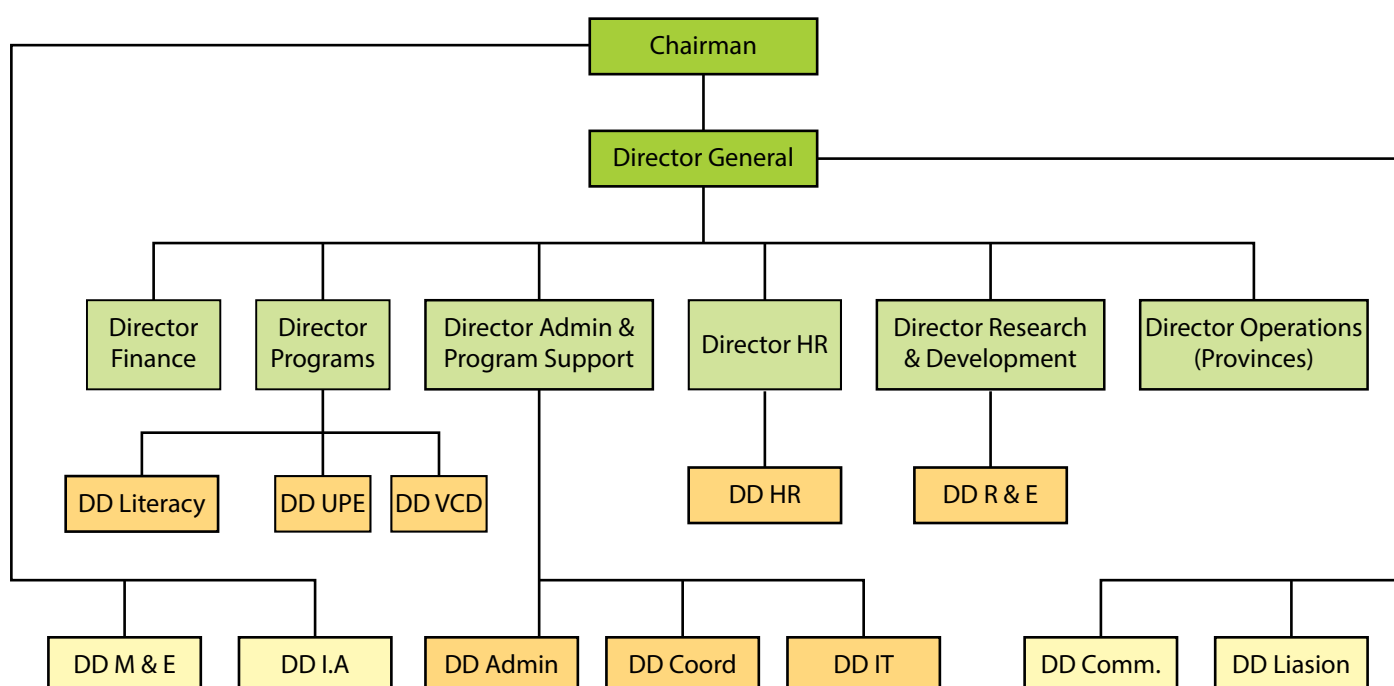 Chairman
Director General
Director
Finance
Director
Programs
Director Admin &
Program Support
Director HR
Director Research
& Development
Director Operations
(Provinces)
DD Literacy
DD UPE
DD VCD
DD HR
DD R & E
DD M & E
DD I.A
DD Admin
DD Coord
DD IT
DD Comm.
DD Liasion